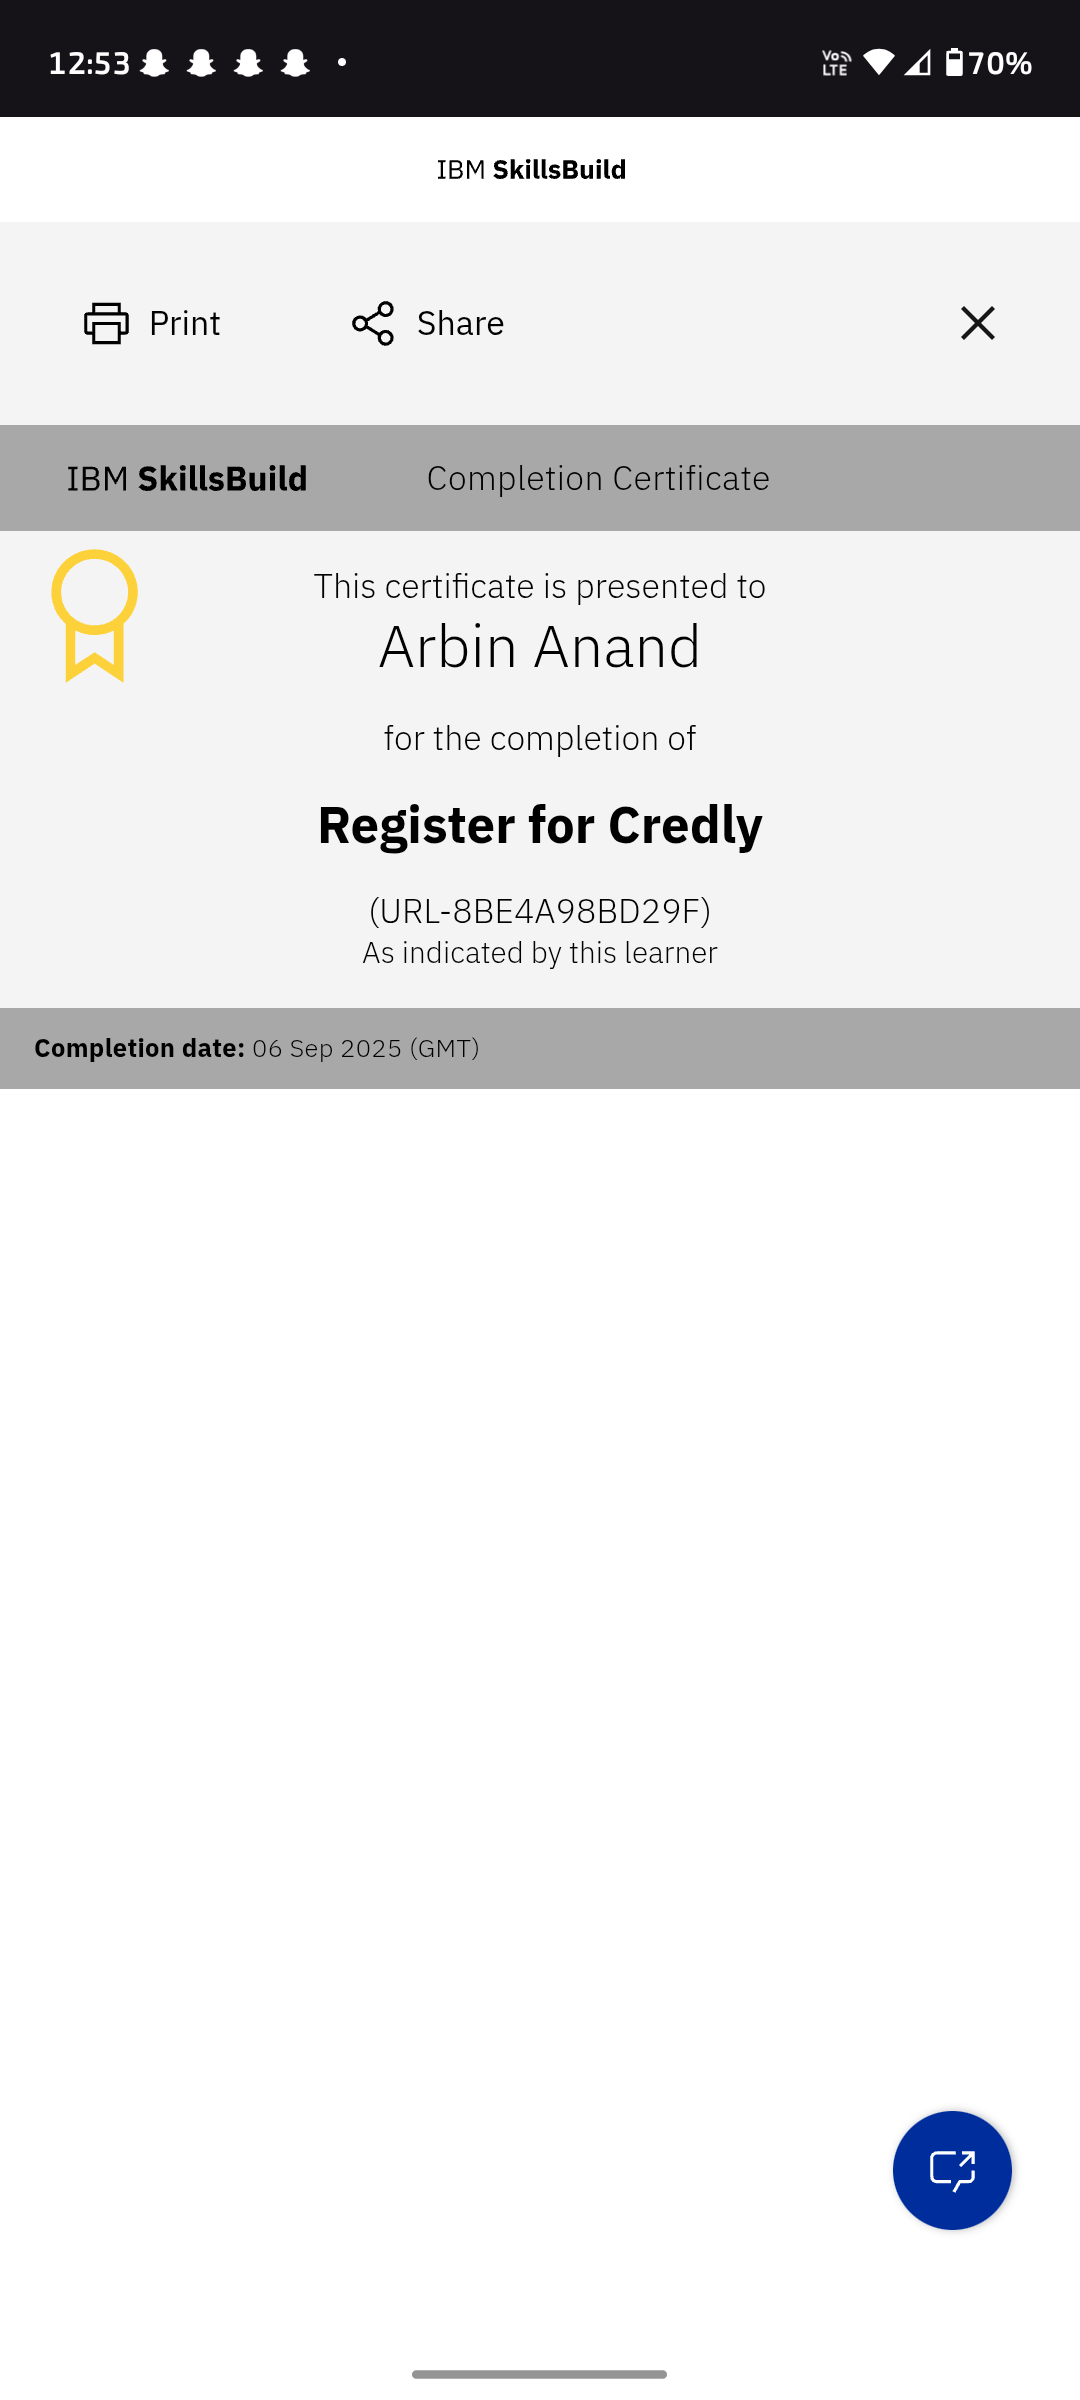 12:53
Vo LTE
70%
IBM SkillsBuild
Print
Share
IBM SkillsBuild
Completion Certificate
This certificate is presented to
Arbin Anand
for the completion of
Register for Credly
(URL-8BE4A98BD29F)
As indicated by this learner
Completion date: 06 Sep 2025 (GMT)